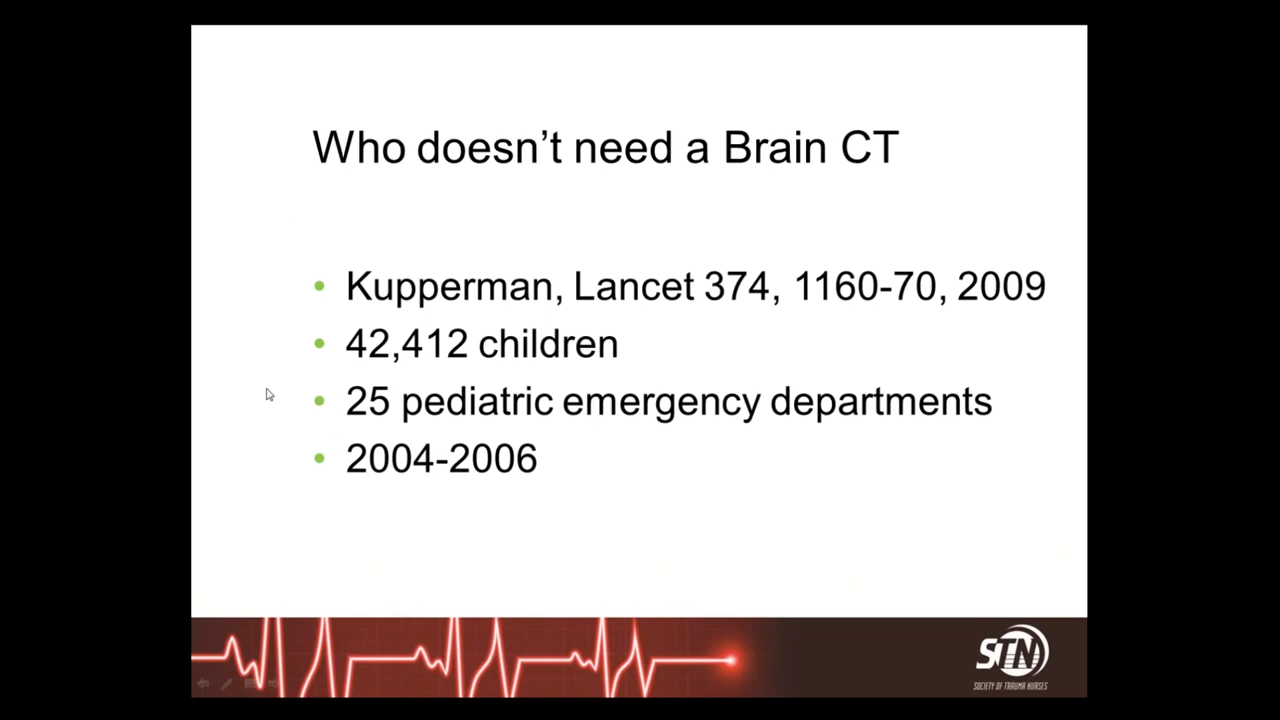 Who doesn't need a Brain CT
• Kupperman, Lancet 374, 1160-70, 2009
• 42,412 children
• 25 pediatric emergency departments
• 2004-2006
STN
SOCIETY OF TRAUMA NURSES